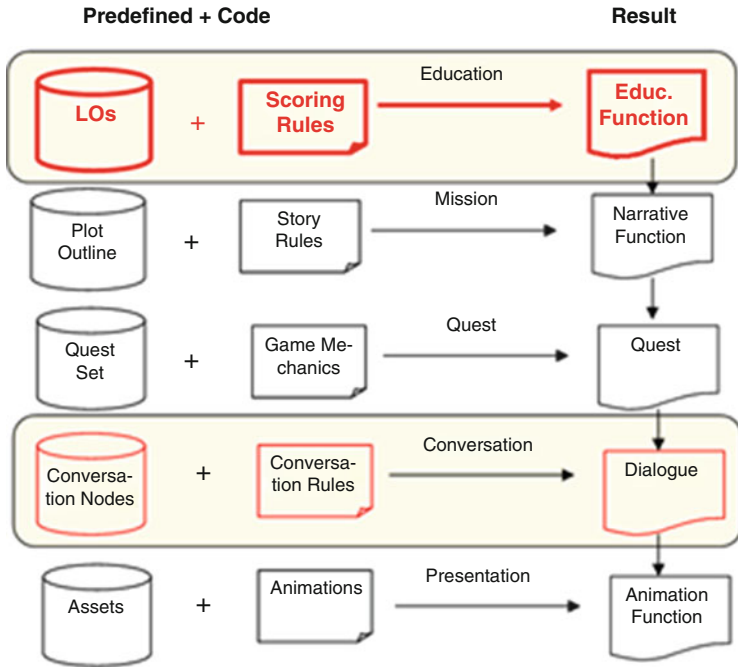 Predefined + Code
Result
Education
LOs
+
Scoring
Rules
Educ.
Function
Mission
Plot
Outline
+
Story
Rules
Narrative
Function
Quest
Quest
Set
+
Game Me-
chanics
Quest
Conversation
Conversa-
tion Nodes
+
Conversa-
tion Rules
Dialogue
Presentation
Assets
+
Animations
Animation
Function